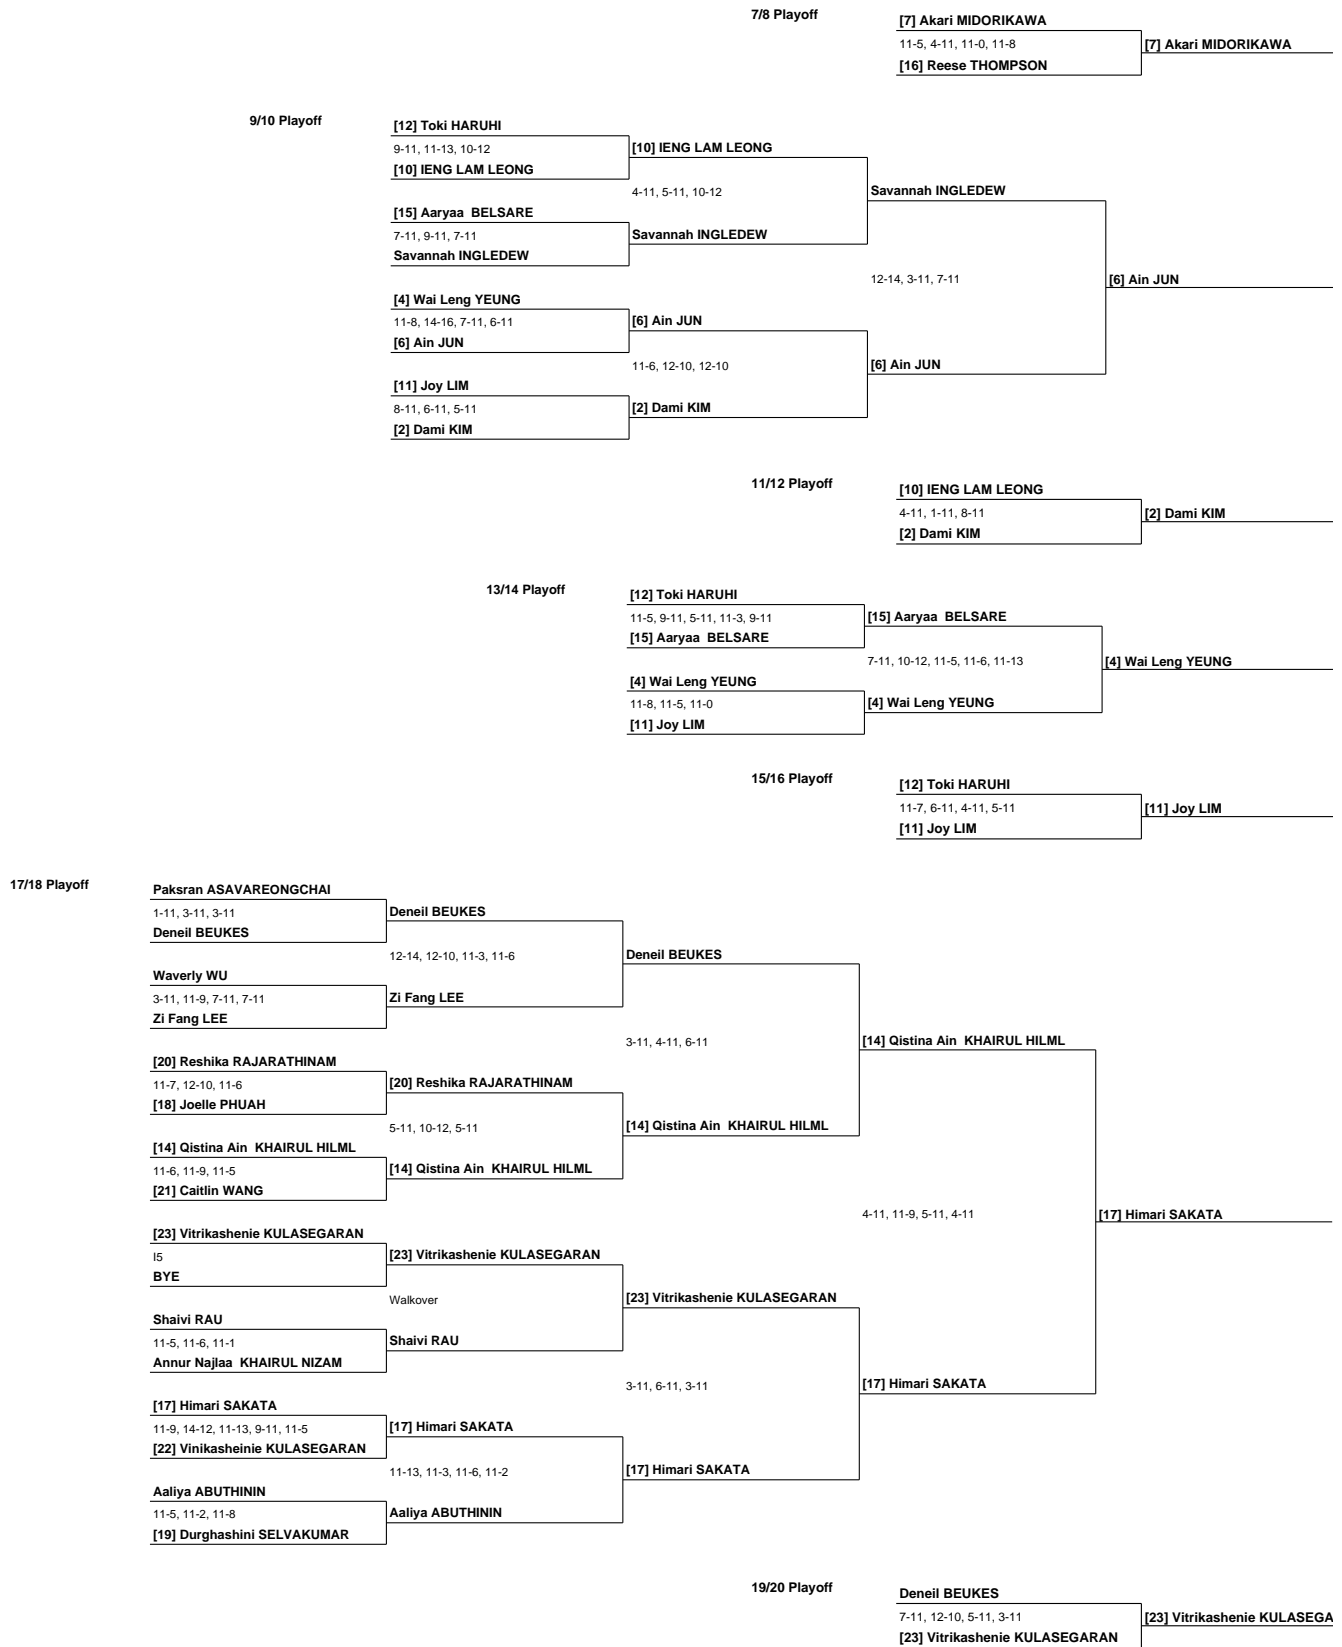 7/8 Playoff
[7] Akari MIDORIKAWA
11-5, 4-11, 11-0, 11-8
[7] Akari MIDORIKAWA
[16] Reese THOMPSON
9/10 Playoff
[12] Toki HARUHI
9-11, 11-13, 10-12
[10] IENG LAM LEONG
[10] IENG LAM LEONG
4-11, 5-11, 10-12
Savannah INGLEDEW
[15] Aaryaa  BELSARE
7-11, 9-11, 7-11
Savannah INGLEDEW
Savannah INGLEDEW
12-14, 3-11, 7-11
[6] Ain JUN
[4] Wai Leng YEUNG
11-8, 14-16, 7-11, 6-11
[6] Ain JUN
[6] Ain JUN
11-6, 12-10, 12-10
[6] Ain JUN
[11] Joy LIM
8-11, 6-11, 5-11
[2] Dami KIM
[2] Dami KIM
11/12 Playoff
[10] IENG LAM LEONG
4-11, 1-11, 8-11
[2] Dami KIM
[2] Dami KIM
13/14 Playoff
[12] Toki HARUHI
11-5, 9-11, 5-11, 11-3, 9-11
[15] Aaryaa  BELSARE
[15] Aaryaa  BELSARE
7-11, 10-12, 11-5, 11-6, 11-13
[4] Wai Leng YEUNG
[4] Wai Leng YEUNG
11-8, 11-5, 11-0
[4] Wai Leng YEUNG
[11] Joy LIM
15/16 Playoff
[12] Toki HARUHI
11-7, 6-11, 4-11, 5-11
[11] Joy LIM
[11] Joy LIM
17/18 Playoff
Paksran ASAVAREONGCHAI
1-11, 3-11, 3-11
Deneil BEUKES
Deneil BEUKES
12-14, 12-10, 11-3, 11-6
Deneil BEUKES
Waverly WU
3-11, 11-9, 7-11, 7-11
Zi Fang LEE
Zi Fang LEE
3-11, 4-11, 6-11
[14] Qistina Ain  KHAIRUL HILML
[20] Reshika RAJARATHINAM
11-7, 12-10, 11-6
[20] Reshika RAJARATHINAM
[18] Joelle PHUAH
5-11, 10-12, 5-11
[14] Qistina Ain  KHAIRUL HILML
[14] Qistina Ain  KHAIRUL HILML
11-6, 11-9, 11-5
[14] Qistina Ain  KHAIRUL HILML
[21] Caitlin WANG
4-11, 11-9, 5-11, 4-11
[17] Himari SAKATA
[23] Vitrikashenie KULASEGARAN
I5
[23] Vitrikashenie KULASEGARAN
BYE
Walkover
[23] Vitrikashenie KULASEGARAN
Shaivi RAU
11-5, 11-6, 11-1
Shaivi RAU
Annur Najlaa  KHAIRUL NIZAM
3-11, 6-11, 3-11
[17] Himari SAKATA
[17] Himari SAKATA
11-9, 14-12, 11-13, 9-11, 11-5
[17] Himari SAKATA
[22] Vinikasheinie KULASEGARAN
11-13, 11-3, 11-6, 11-2
[17] Himari SAKATA
Aaliya ABUTHININ
11-5, 11-2, 11-8
Aaliya ABUTHININ
[19] Durghashini SELVAKUMAR
19/20 Playoff
Deneil BEUKES
7-11, 12-10, 5-11, 3-11
[23] Vitrikashenie KULASEGA
[23] Vitrikashenie KULASEGARAN